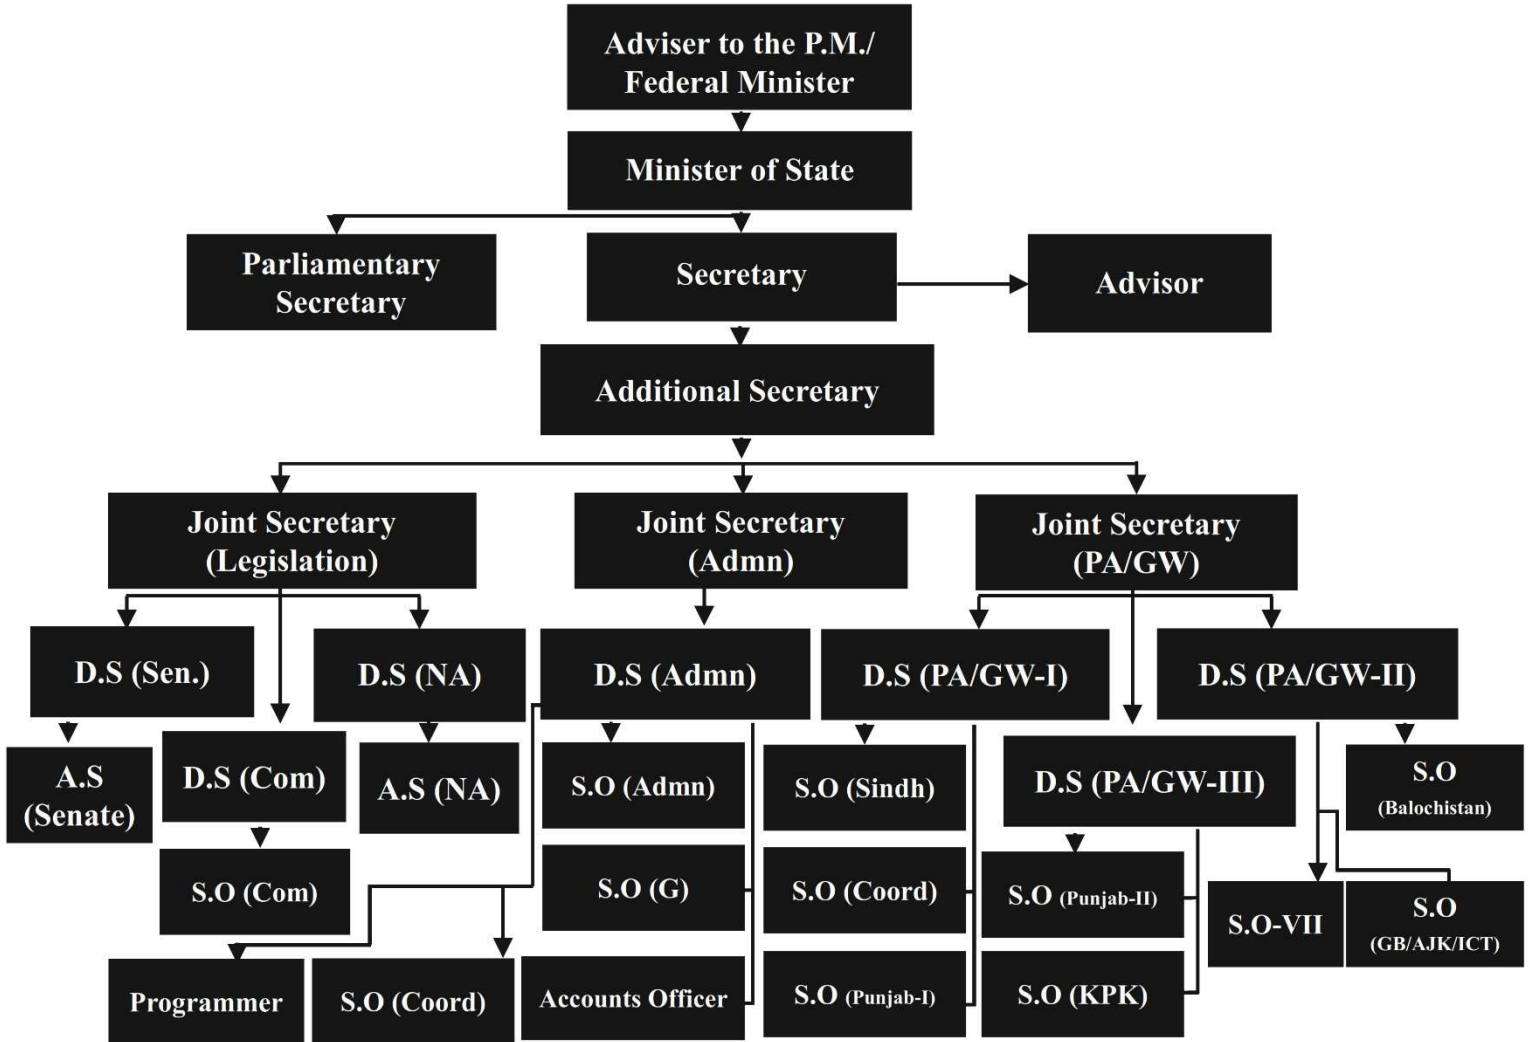 Adviser to the P.M./
Federal Minister
Minister of State
Parliamentary
Secretary
Secretary
Advisor
Additional Secretary
Joint Secretary
(Legislation)
Joint Secretary
(Admn)
Joint Secretary
(PA/GW)
D.S (Sen.)
D.S (NA)
D.S (Admn)
D.S (PA/GW-I)
D.S (PA/GW-II)
A.S
(Senate)
D.S (Com)
A.S (NA)
S.O (Admn)
S.O (Sindh)
D.S (PA/GW-III)
S.O
(Balochistan)
S.O (Com)
S.O (G)
S.O (Coord)
S.O (Punjab-II)
S.O-VII
S.O
(GB/AJK/ICT)
Programmer
S.O (Coord)
Accounts Officer
S.O (Punjab-I)
S.O (KPK)